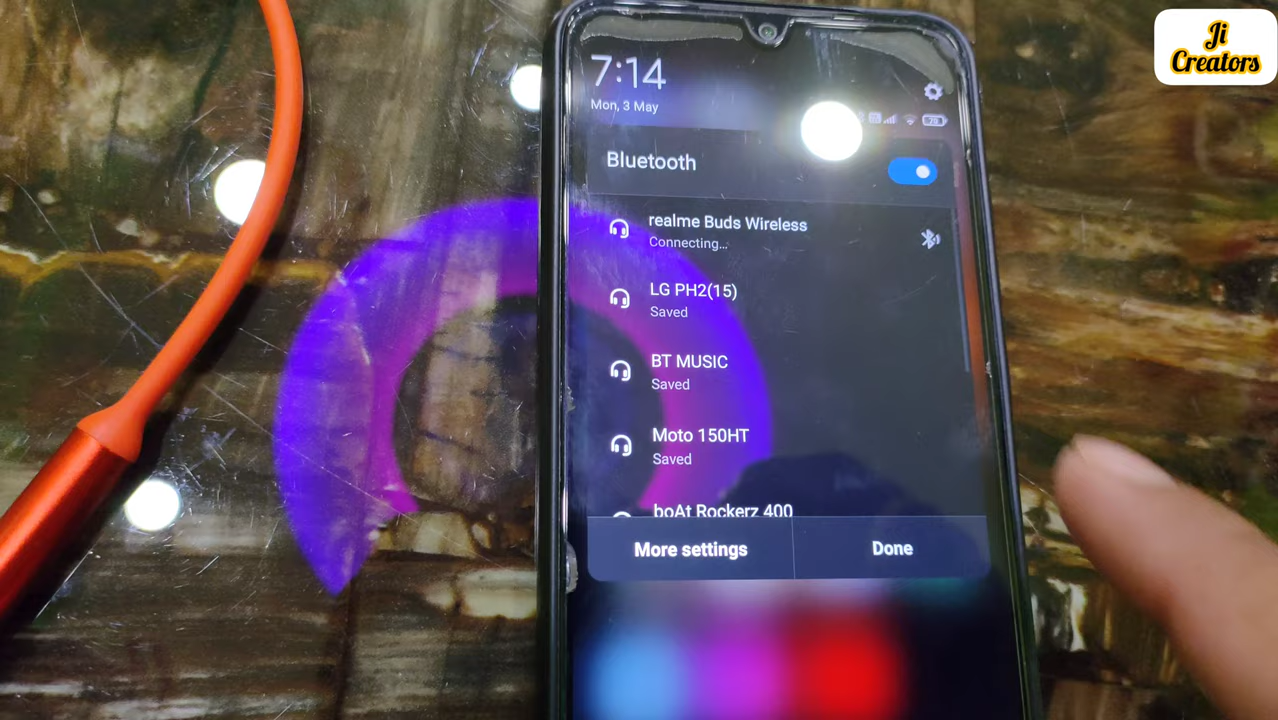 Ji
Creators
7:14
Mon, 3 May
78
Bluetooth
realme Buds Wireless
Connecting...
LG PH2(15)
Saved
BT MUSIC
Saved
Moto 150HT
Saved
boAt Rockerz 400
More settings
Done